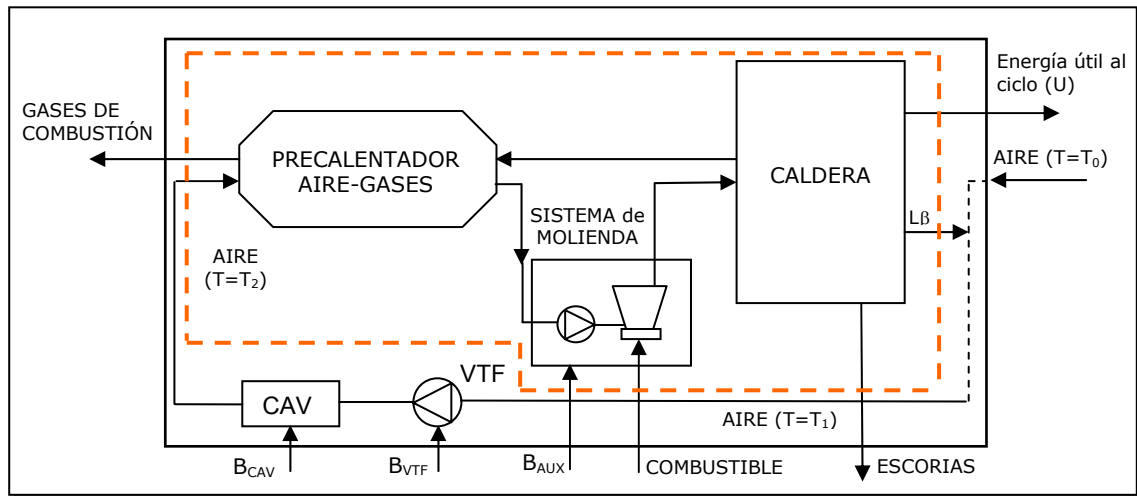 Energía útil al
ciclo (U)
GASES DE
COMBUSTIÓN
PRECALENTADOR
AIRE-GASES
CALDERA
AIRE (T=T₀)
SISTEMA de
MOLIENDA
Lβ
AIRE
(T=T₂)
VTF
CAV
AIRE (T=T₁)
B_CAV
B_VTF
B_AUX
COMBUSTIBLE
ESCORIAS